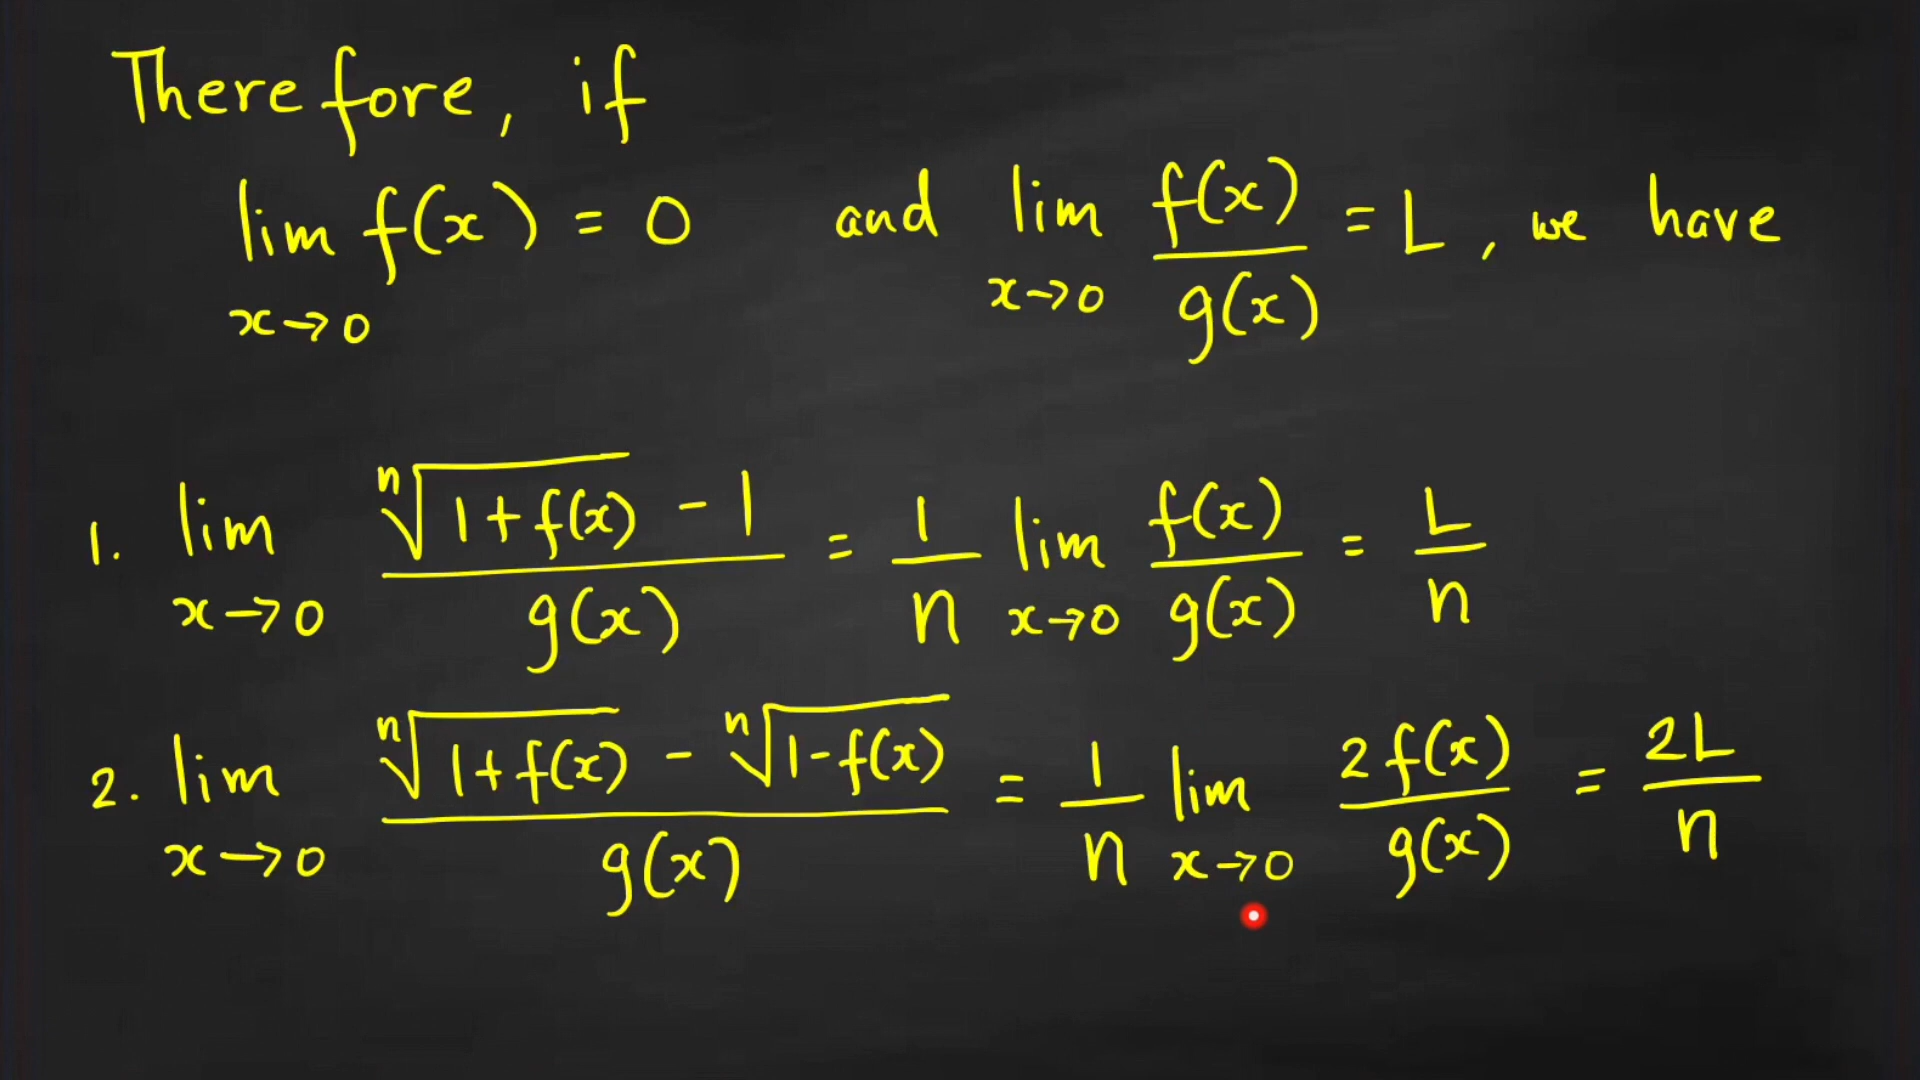 Therefore, if
lim x→0 f(x) = 0 and lim x→0 f(x)/g(x) = L, we have
1. lim x→0 (ⁿ√(1+f(x)) - 1)/g(x) = 1/n lim x→0 f(x)/g(x) = L/n
2. lim x→0 (ⁿ√(1+f(x)) - ⁿ√(1-f(x)))/g(x) = 1/n lim x→0 2f(x)/g(x) = 2L/n